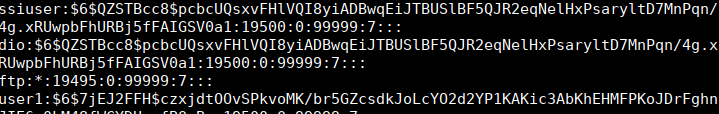 ssiuser:$6$QZSTBcc8$pcbcUQsxvFHlVQI8yiADBwqEiJTBUSlBF5QJR2eqNelHxPsaryltD7MnPqn/
4g.xRUwpbFhURBj5fFAIGSV0a1:19500:0:99999:7:::
dio:$6$QZSTBcc8$pcbcUQsxvFHlVQI8yiADBwqEiJTBUSlBF5QJR2eqNelHxPsaryltD7MnPqn/4g.x
RUwpbFhURBj5fFAIGSV0a1:19500:0:99999:7:::
ftp:*:19495:0:99999:7:::
user1:$6$7jEJ2FFH$czxjdtOOvSPkvoMK/br5GZcsdkJoLcYO2d2YP1KAKic3AbKhEHMFPKoJDrFghn